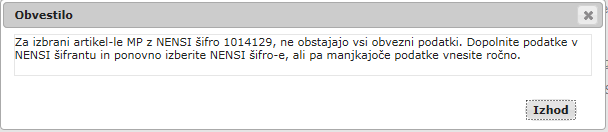 Obvestilo
Za izbrani artikel-le MP z NENSI šifro 1014129, ne obstajajo vsi obvezni podatki. Dopolnite podatke v
NENSI šifrantu in ponovno izberite NENSI šifro-e, ali pa manjkajoče podatke vnesite ročno.
Izhod